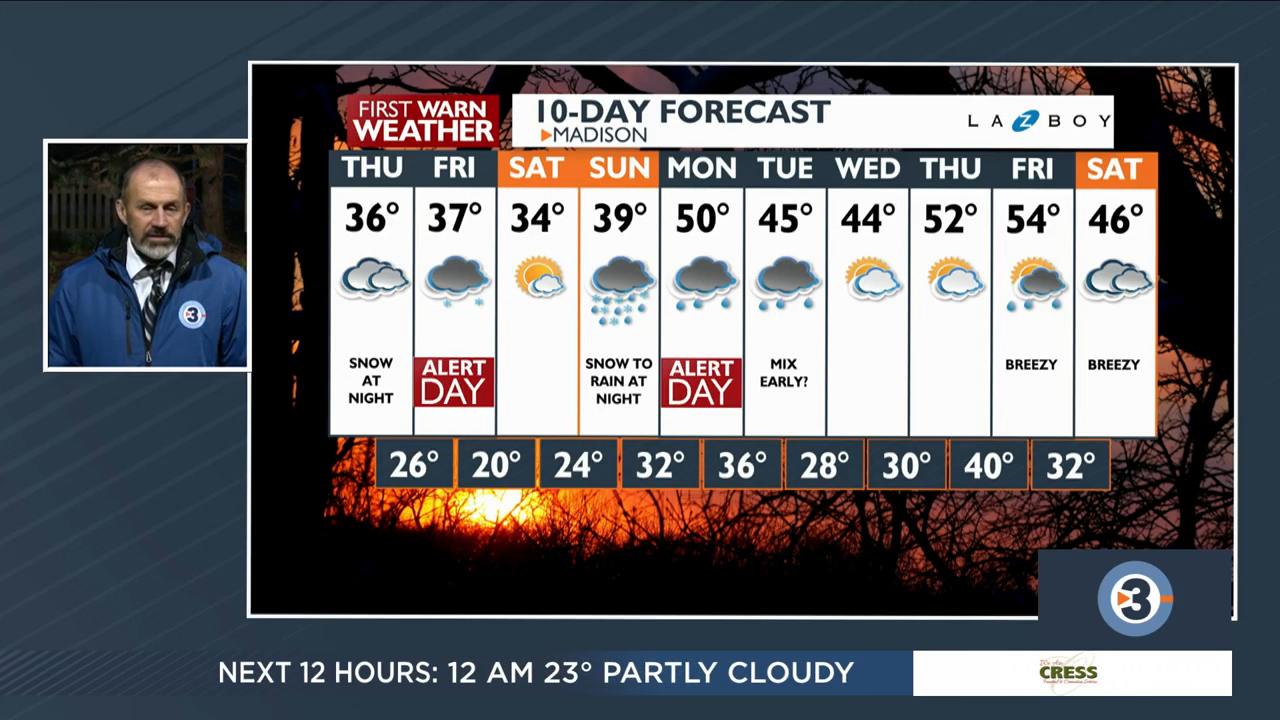 FIRST WARN
WEATHER
10-DAY FORECAST
MADISON
LA Z BOY
THU FRI SAT SUN MON TUE WED THU FRI SAT
36° 37° 34° 39° 50° 45° 44° 52° 54° 46°
SNOW
AT
NIGHT
ALERT
DAY
SNOW TO
RAIN AT
NIGHT
ALERT
DAY
MIX
EARLY?
BREEZY
BREEZY
26° 20° 24° 32° 36° 28° 30° 40° 32°
3
3
NEXT 12 HOURS: 12 AM 23° PARTLY CLOUDY
CRESS